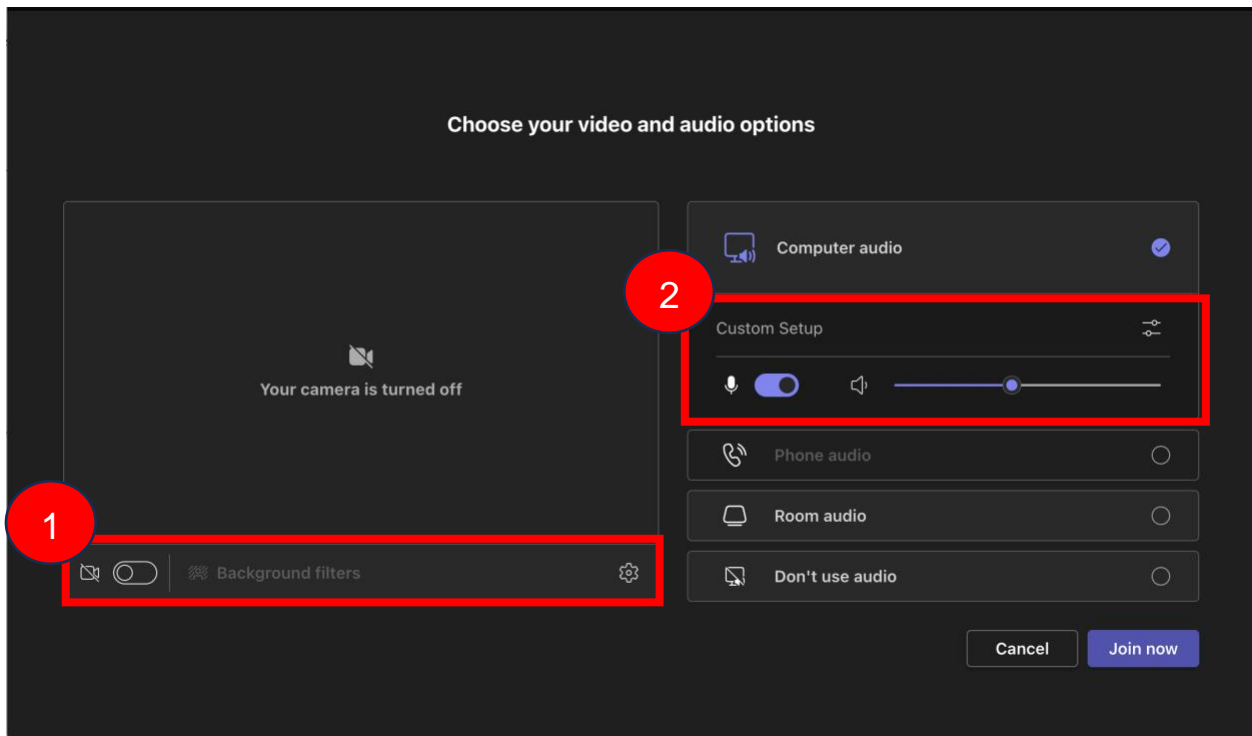 Choose your video and audio options
Computer audio
2
Custom Setup
Your camera is turned off
Phone audio
1
Room audio
Background filters
Don't use audio
Cancel
Join now